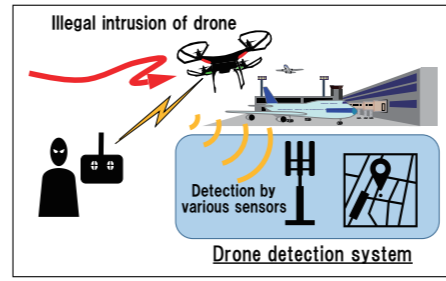 Illegal intrusion of drone
Detection by
various sensors
Drone detection system